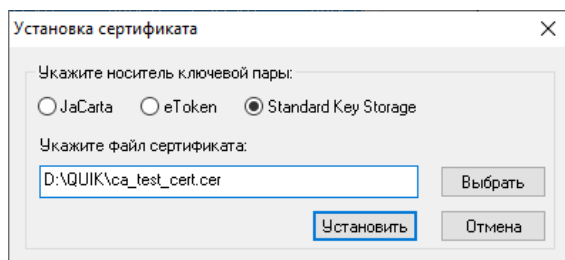 Установка сертификата
Укажите носитель ключевой пары:
JaCarta eToken Standard Key Storage
Укажите файл сертификата:
D:\QUIK\ca_test_cert.cer Выбрать
Установить Отмена